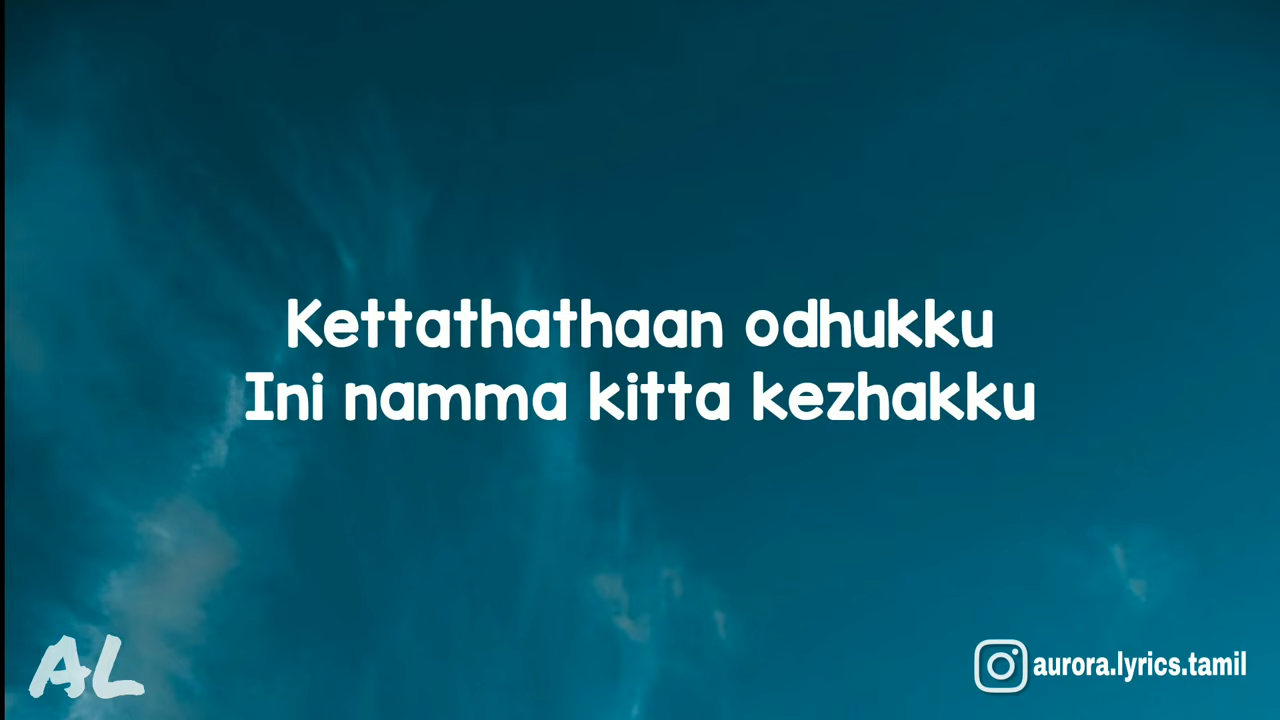 Kettathathaan odhukku
Ini namma kitta kezhakku
AL
aurora.lyrics.tamil